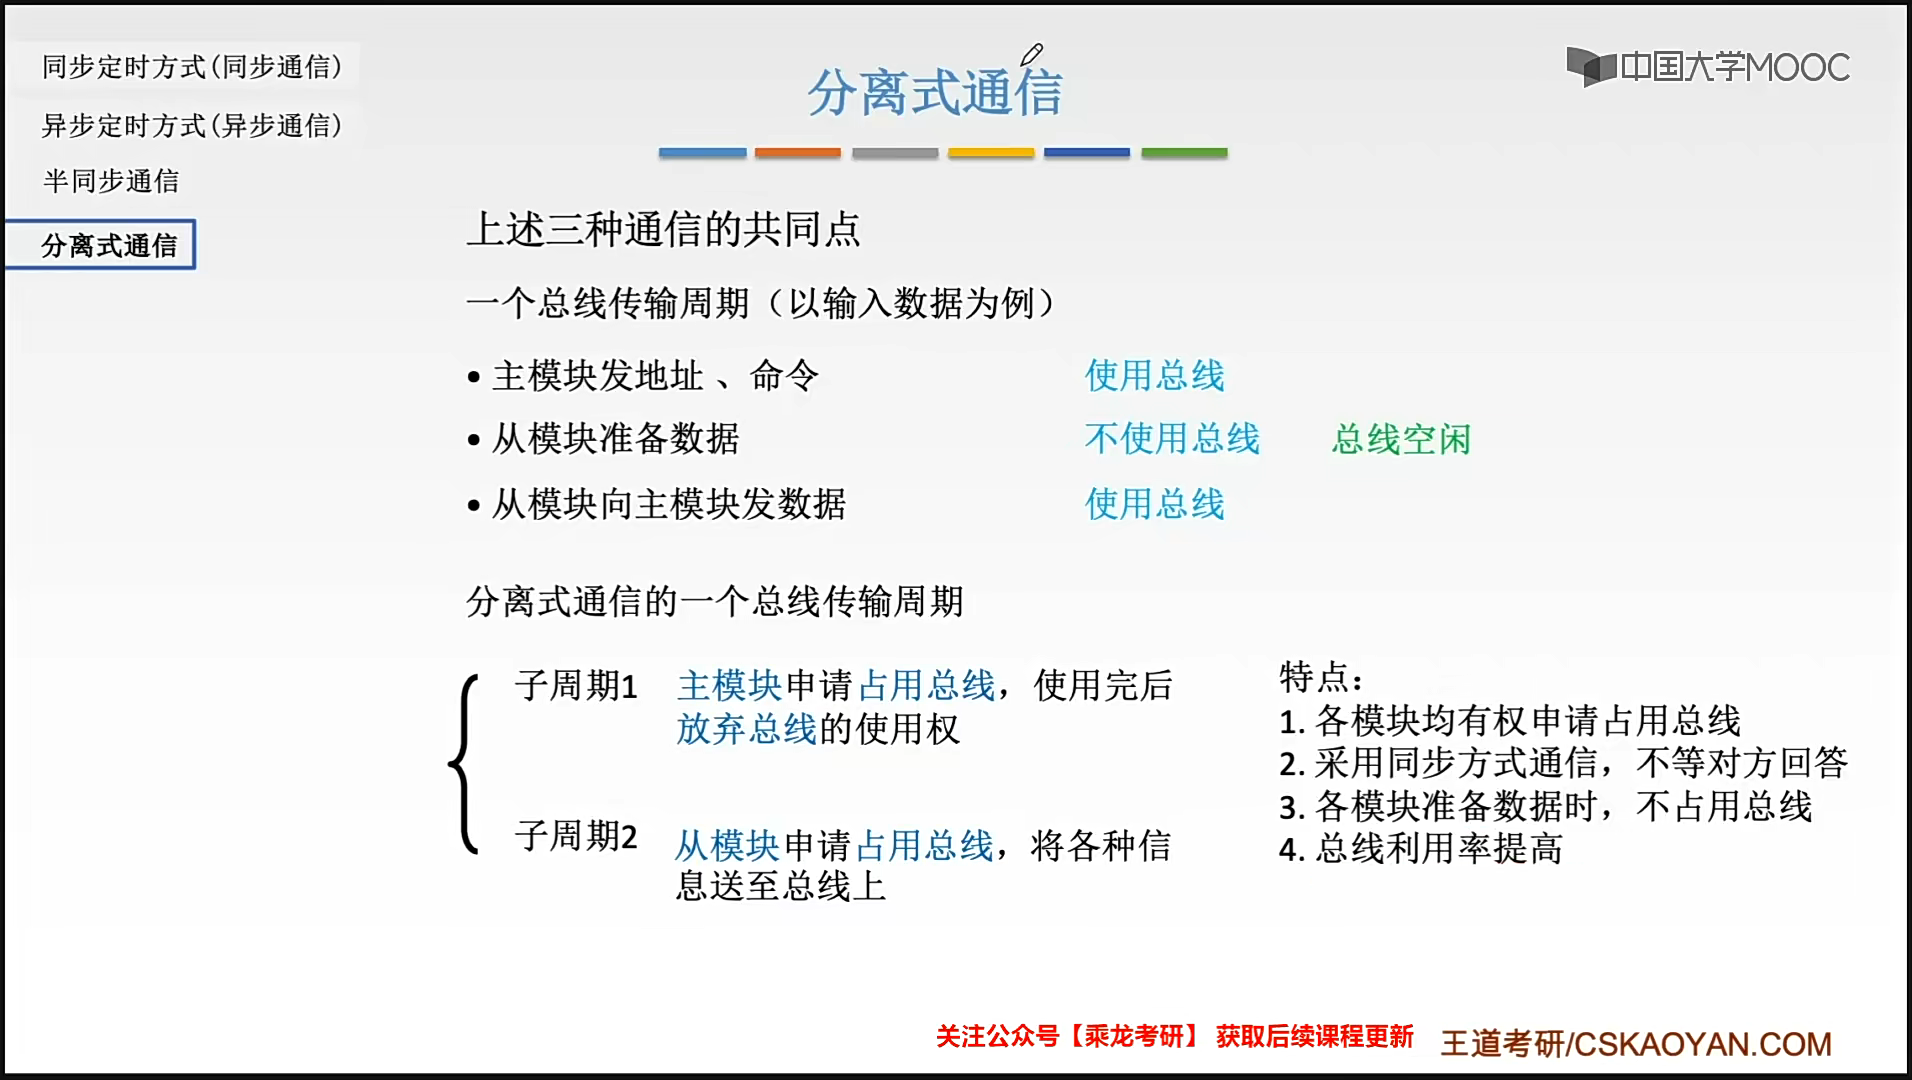 同步定时方式(同步通信)
异步定时方式(异步通信)
半同步通信
分离式通信
分离式通信
中国大学MOOC
上述三种通信的共同点
一个总线传输周期（以输入数据为例）
• 主模块发地址 、命令 使用总线
• 从模块准备数据 不使用总线 总线空闲
• 从模块向主模块发数据 使用总线
分离式通信的一个总线传输周期
子周期1 主模块申请占用总线，使用完后
放弃总线的使用权
子周期2 从模块申请占用总线，将各种信
息送至总线上
特点：
1. 各模块均有权申请占用总线
2. 采用同步方式通信，不等对方回答
3. 各模块准备数据时，不占用总线
4. 总线利用率提高
关注公众号【乘龙考研】 获取后续课程更新
王道考研/CSKAOYAN.COM